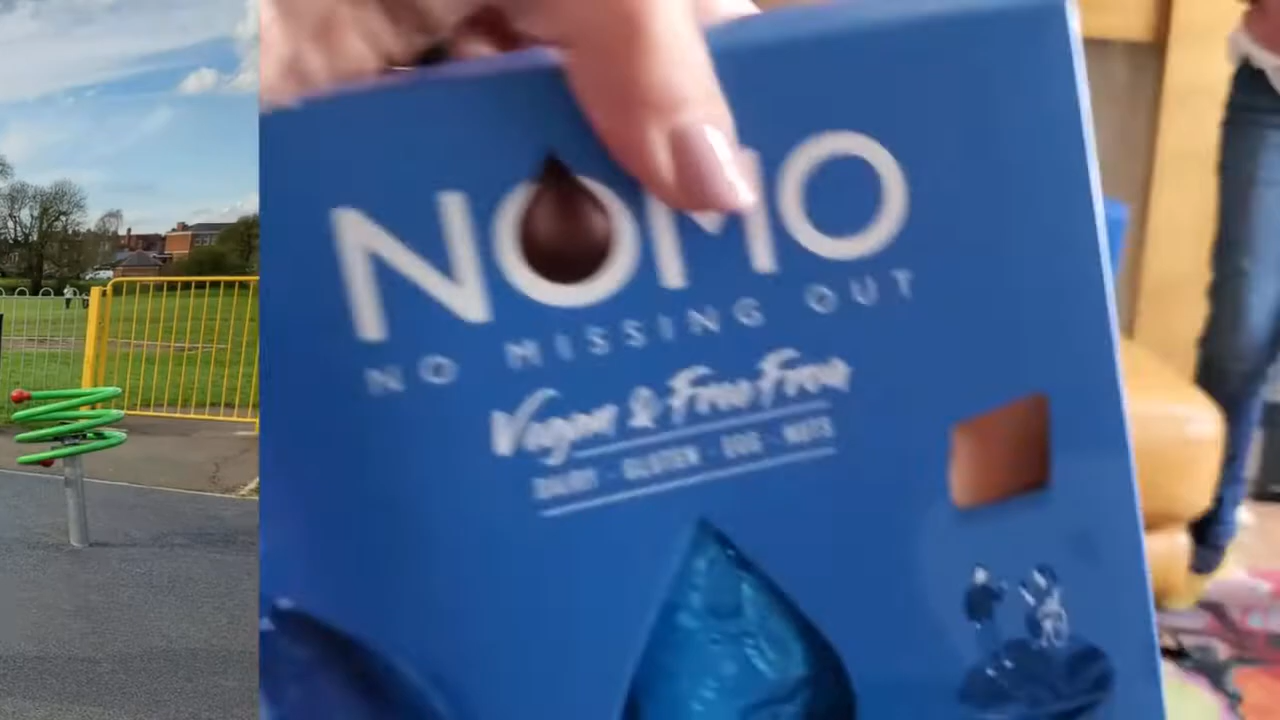 NOMO
NO MISSING OUT
Vegan & Free From
DAIRY · GLUTEN · EGG · NUTS